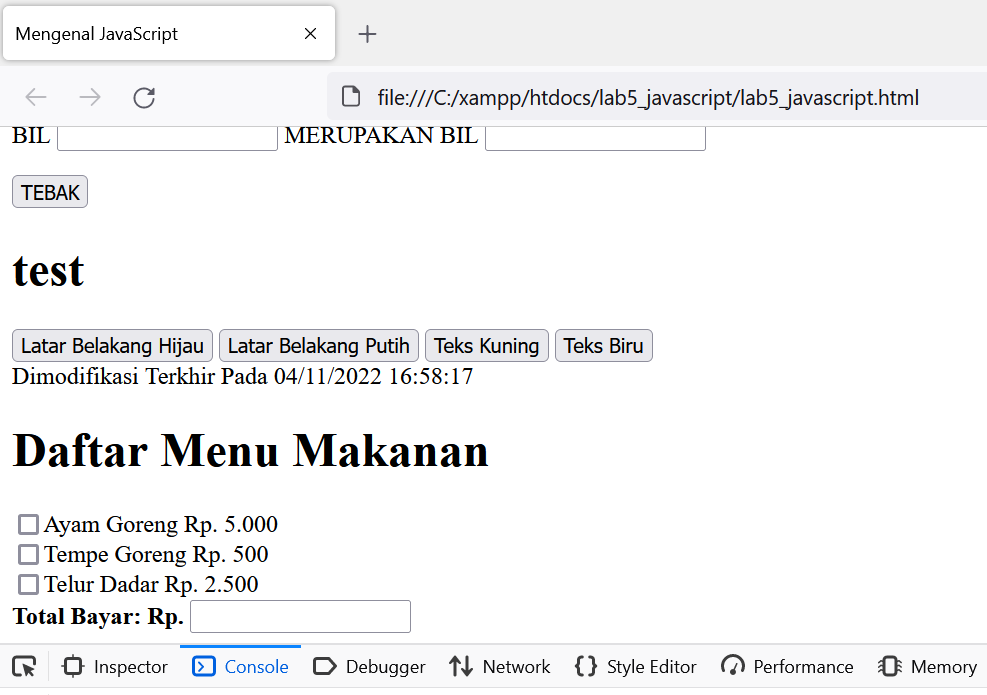 Mengenal JavaScript
file:///C:/xampp/htdocs/lab5_javascript/lab5_javascript.html
BIL MERUPAKAN BIL
TEBAK
test
Latar Belakang Hijau Latar Belakang Putih Teks Kuning Teks Biru
Dimodifikasi Terkhir Pada 04/11/2022 16:58:17
Daftar Menu Makanan
Ayam Goreng Rp. 5.000
Tempe Goreng Rp. 500
Telur Dadar Rp. 2.500
Total Bayar: Rp.
Inspector Console Debugger Network Style Editor Performance Memory